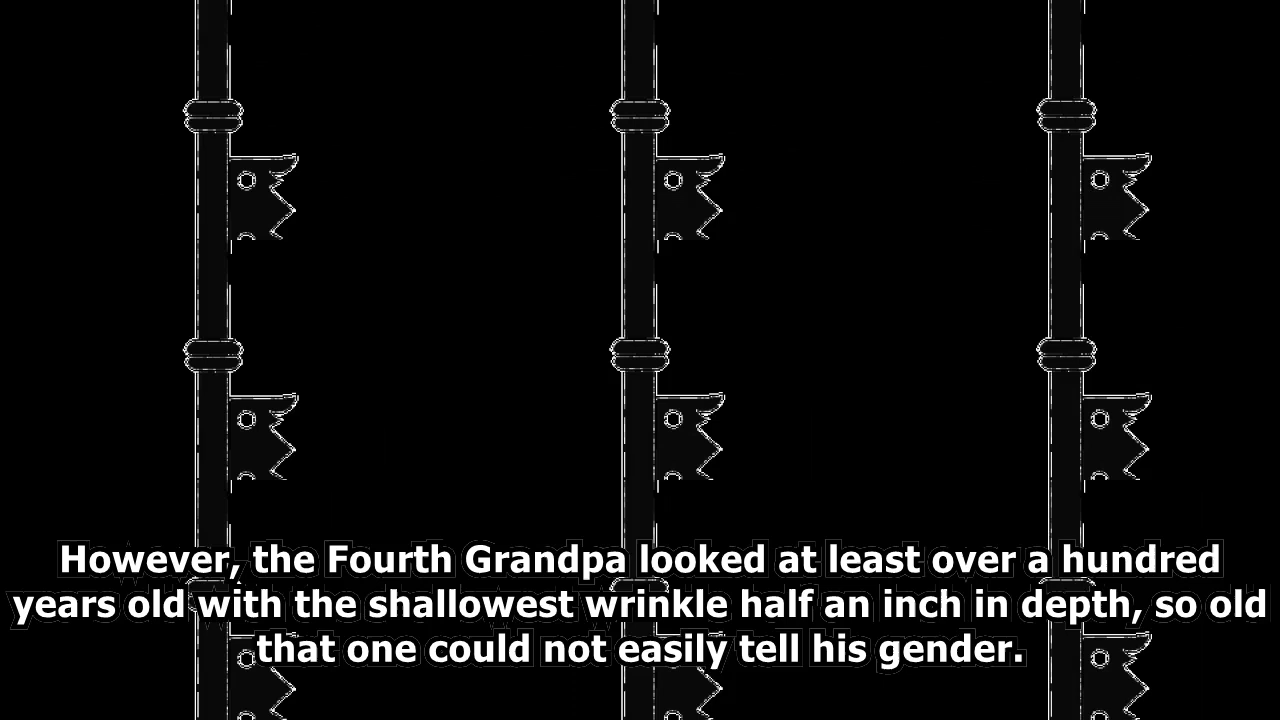 However, the Fourth Grandpa looked at least over a hundred
years old with the shallowest wrinkle half an inch in depth, so old
that one could not easily tell his gender.